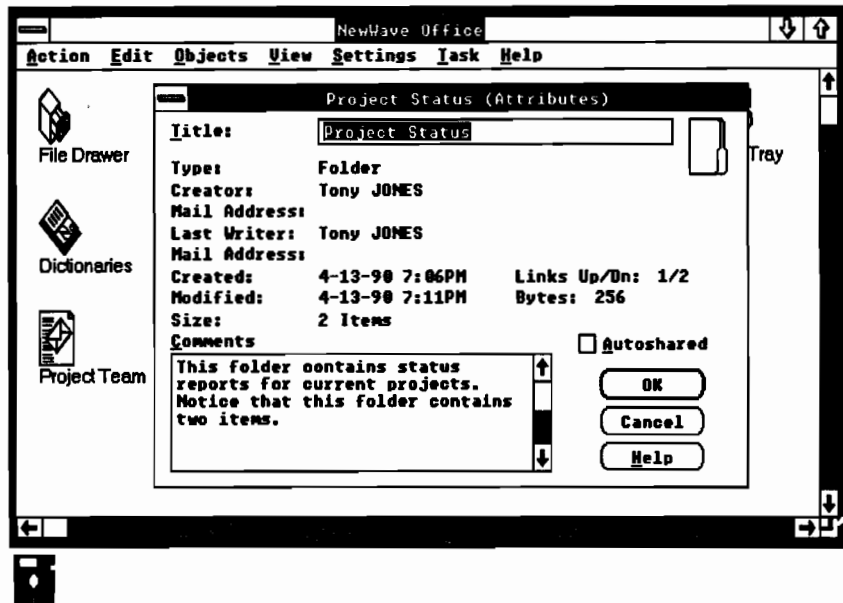 NewWave Office
Action Edit Objects View Settings Task Help
Project Status (Attributes)
Title: Project Status
File Drawer
Tray
Type: Folder
Creator: Tony JONES
Mail Address:
Last Writer: Tony JONES
Mail Address:
Dictionaries
Created: 4-13-90 7:06PM Links Up/Dn: 1/2
Modified: 4-13-90 7:11PM Bytes: 256
Size: 2 Items
Comments
Autoshared
This folder contains status
reports for current projects.
Notice that this folder contains
two items.
Project Team
OK
Cancel
Help